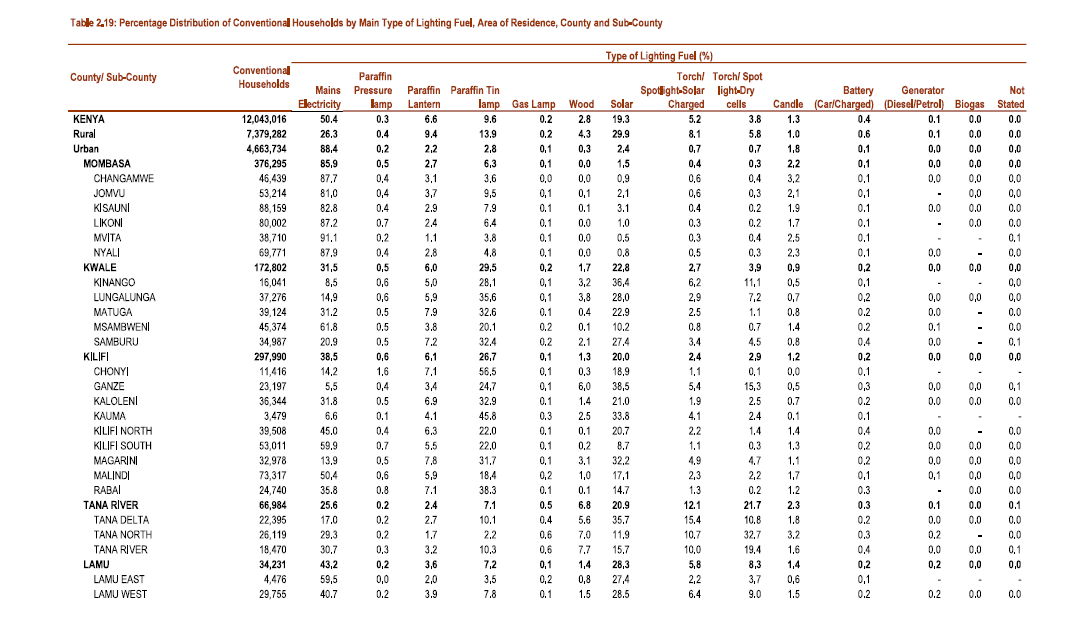 Table 2.19: Percentage Distribution of Conventional Households by Main Type of Lighting Fuel, Area of Residence, County and Sub-County
Type of Lighting Fuel (%)
County/ Sub-County Conventional Households Mains Electricity Paraffin Pressure lamp Paraffin Lantern Paraffin Tin lamp Gas Lamp Wood Solar Torch/ Spotlight-Solar Charged Torch/ Spot light-Dry cells Candle Battery (Car/Charged) Generator (Diesel/Petrol) Biogas Not Stated
KENYA 12,043,016 50.4 0.3 6.6 9.6 0.2 2.8 19.3 5.2 3.8 1.3 0.4 0.1 0.0 0.0
Rural 7,379,282 26.3 0.4 9.4 13.9 0.2 4.3 29.9 8.1 5.8 1.0 0.6 0.1 0.0 0.0
Urban 4,663,734 88.4 0.2 2.2 2.8 0.1 0.3 2.4 0.7 0.7 1.8 0.1 0.0 0.0 0.0
MOMBASA 376,295 85.9 0.5 2.7 6.3 0.1 0.0 1.5 0.4 0.3 2.2 0.1 0.0 0.0 0.0
CHANGAMWE 46,439 87.7 0.4 3.1 3.6 0.0 0.0 0.9 0.6 0.4 3.2 0.1 0.0 0.0 0.0
JOMVU 53,214 81.0 0.4 3.7 9.5 0.1 0.1 2.1 0.6 0.3 2.1 0.1 - 0.0 0.0
KISAUNI 88,159 82.8 0.4 2.9 7.9 0.1 0.1 3.1 0.4 0.2 1.9 0.1 0.0 0.0 0.0
LIKONI 80,002 87.2 0.7 2.4 6.4 0.1 0.0 1.0 0.3 0.2 1.7 0.1 - 0.0 0.0
MVITA 38,710 91.1 0.2 1.1 3.8 0.1 0.0 0.5 0.3 0.4 2.5 0.1 - - 0.1
NYALI 69,771 87.9 0.4 2.8 4.8 0.1 0.0 0.8 0.5 0.3 2.3 0.1 0.0 - 0.0
KWALE 172,802 31.5 0.5 6.0 29.5 0.2 1.7 22.8 2.7 3.9 0.9 0.2 0.0 0.0 0.0
KINANGO 16,041 8.5 0.6 5.0 28.1 0.1 3.2 36.4 6.2 11.1 0.5 0.1 - - 0.0
LUNGALUNGA 37,276 14.9 0.6 5.9 35.6 0.1 3.8 28.0 2.9 7.2 0.7 0.2 0.0 0.0 0.0
MATUGA 39,124 31.2 0.5 7.9 32.6 0.1 0.4 22.9 2.5 1.1 0.8 0.2 0.0 - 0.0
MSAMBWENI 45,374 61.8 0.5 3.8 20.1 0.2 0.1 10.2 0.8 0.7 1.4 0.2 0.1 - 0.0
SAMBURU 34,987 20.9 0.5 7.2 32.4 0.2 2.1 27.4 3.4 4.5 0.8 0.4 0.0 - 0.1
KILIFI 297,990 38.5 0.6 6.1 26.7 0.1 1.3 20.0 2.4 2.9 1.2 0.2 0.0 0.0 0.0
CHONYI 11,416 14.2 1.6 7.1 56.5 0.1 0.3 18.9 1.1 0.1 0.0 0.1 - - -
GANZE 23,197 5.5 0.4 3.4 24.7 0.1 6.0 38.5 5.4 15.3 0.5 0.3 0.0 0.0 0.1
KALOLENI 36,344 31.8 0.5 6.9 32.9 0.1 1.4 21.0 1.9 2.5 0.7 0.2 0.0 0.0 0.0
KAUMA 3,479 6.6 0.1 4.1 45.8 0.3 2.5 33.8 4.1 2.4 0.1 0.1 - - -
KILIFI NORTH 39,508 45.0 0.4 6.3 22.0 0.1 0.1 20.7 2.2 1.4 1.4 0.4 0.0 - 0.0
KILIFI SOUTH 53,011 59.9 0.7 5.5 22.0 0.1 0.2 8.7 1.1 0.3 1.3 0.2 0.0 0.0 0.0
MAGARINI 32,978 13.9 0.5 7.8 31.7 0.1 3.1 32.2 4.9 4.7 1.1 0.2 0.0 0.0 0.0
MALINDI 73,317 50.4 0.6 5.9 18.4 0.2 1.0 17.1 2.3 2.2 1.7 0.1 0.1 0.0 0.0
RABAI 24,740 35.8 0.8 7.1 38.3 0.1 0.1 14.7 1.3 0.2 1.2 0.3 - 0.0 0.0
TANA RIVER 66,984 25.6 0.2 2.4 7.1 0.5 6.8 20.9 12.1 21.7 2.3 0.3 0.1 0.0 0.1
TANA DELTA 22,395 17.0 0.2 2.7 10.1 0.4 5.6 35.7 15.4 10.8 1.8 0.2 0.0 0.0 0.0
TANA NORTH 26,119 29.3 0.2 1.7 2.2 0.6 7.0 11.9 10.7 32.7 3.2 0.3 0.2 - 0.0
TANA RIVER 18,470 30.7 0.3 3.2 10.3 0.6 7.7 15.7 10.0 19.4 1.6 0.4 0.0 0.0 0.1
LAMU 34,231 43.2 0.2 3.6 7.2 0.1 1.4 28.3 5.8 8.3 1.4 0.2 0.2 0.0 0.0
LAMU EAST 4,476 59.5 0.0 2.0 3.5 0.2 0.8 27.4 2.2 3.7 0.6 0.1 - - -
LAMU WEST 29,755 40.7 0.2 3.9 7.8 0.1 1.5 28.5 6.4 9.0 1.5 0.2 0.2 0.0 0.0